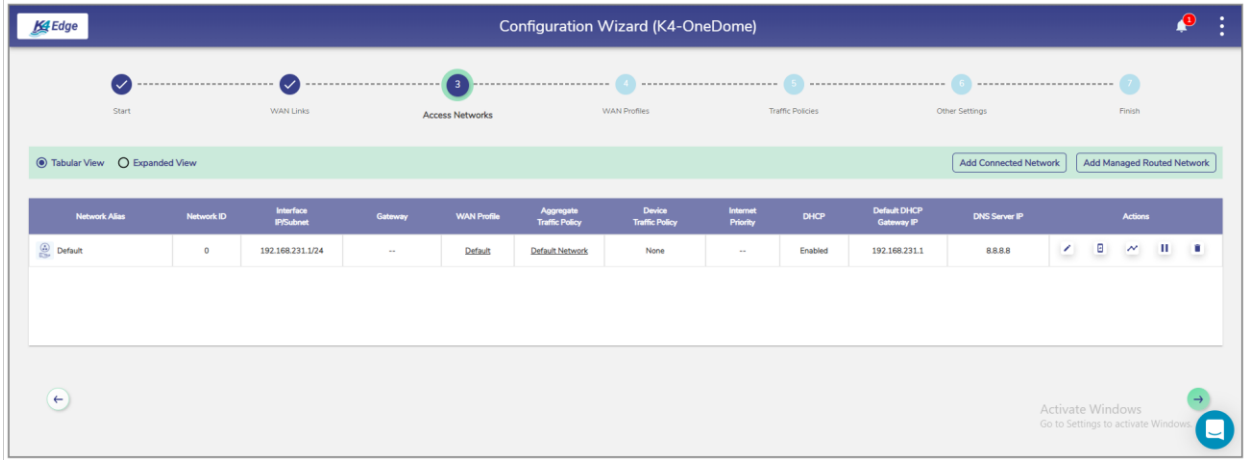 K4 Edge
Configuration Wizard (K4-OneDome)
1
3
4
5
6
7
Start
WAN Links
Access Networks
WAN Profiles
Traffic Policies
Other Settings
Finish
Tabular View
Expanded View
Add Connected Network
Add Managed Routed Network
Network Alias
Network ID
Interface
IP/Subnet
Gateway
WAN Profile
Aggregate
Traffic Policy
Device
Traffic Policy
Internet
Priority
DHCP
Default DHCP
Gateway IP
DNS Server IP
Actions
Default
0
192.168.231.1/24
--
Default
Default Network
None
--
Enabled
192.168.231.1
8.8.8.8
Activate Windows
Go to Settings to activate Windows.